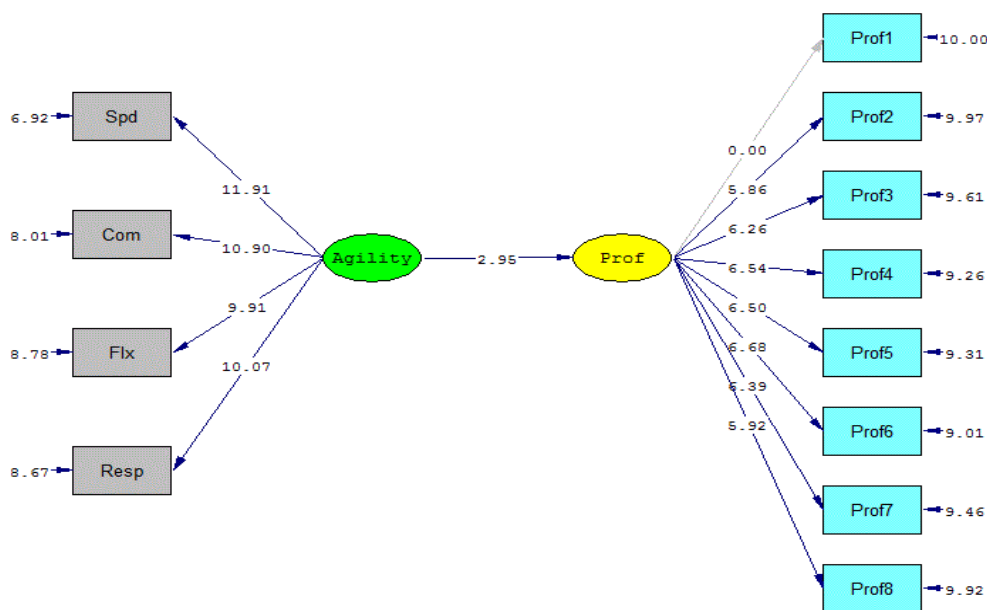 Prof1
10.00
6.92
Spd
Prof2
9.97
0.00
11.91
5.86
Prof3
9.61
6.26
8.01
Com
10.90
Agility
2.95
Prof
6.54
Prof4
9.26
9.91
6.50
8.78
Flx
6.68
Prof5
9.31
10.07
6.39
5.92
Prof6
9.01
8.67
Resp
Prof7
9.46
Prof8
9.92